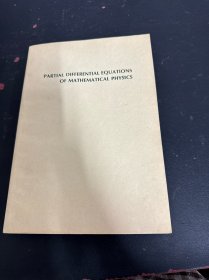 PARTIAL DIFFERENTIAL EQUATIONS
OF MATHEMATICAL PHYSICS